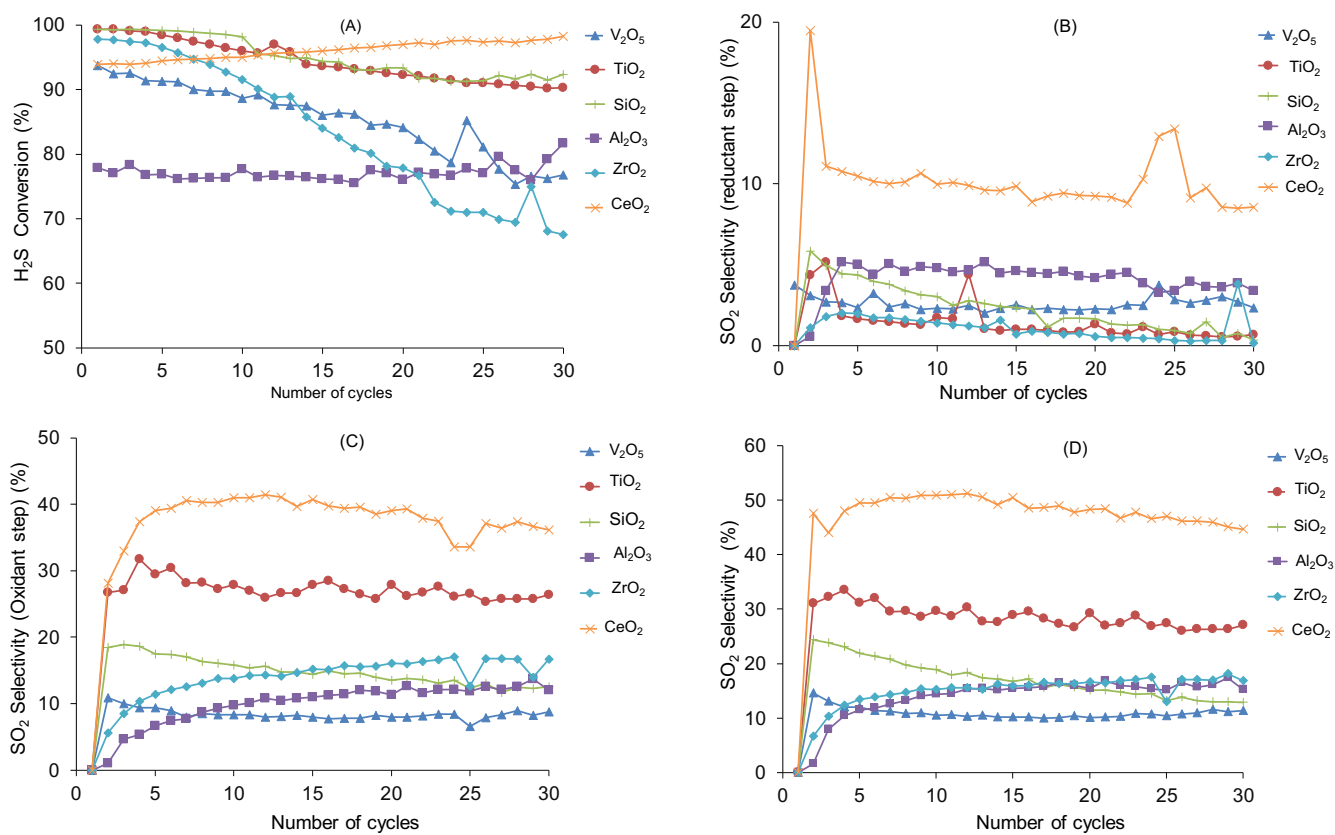 (A)
H₂S Conversion (%)
100
90
80
70
60
50
0 5 10 15 20 25 30
Number of cycles
V₂O₅
TiO₂
SiO₂
Al₂O₃
ZrO₂
CeO₂
(B)
SO₂ Selectivity (reductant step) (%)
20
10
0
0 5 10 15 20 25 30
Number of cycles
V₂O₅
TiO₂
SiO₂
Al₂O₃
ZrO₂
CeO₂
(C)
SO₂ Selectivity (Oxidant step) (%)
50
40
30
20
10
0
0 5 10 15 20 25 30
Number of cycles
V₂O₅
TiO₂
SiO₂
Al₂O₃
ZrO₂
CeO₂
(D)
SO₂ Selectivity (%)
60
50
40
30
20
10
0
0 5 10 15 20 25 30
Number of cycles
V₂O₅
TiO₂
SiO₂
Al₂O₃
ZrO₂
CeO₂